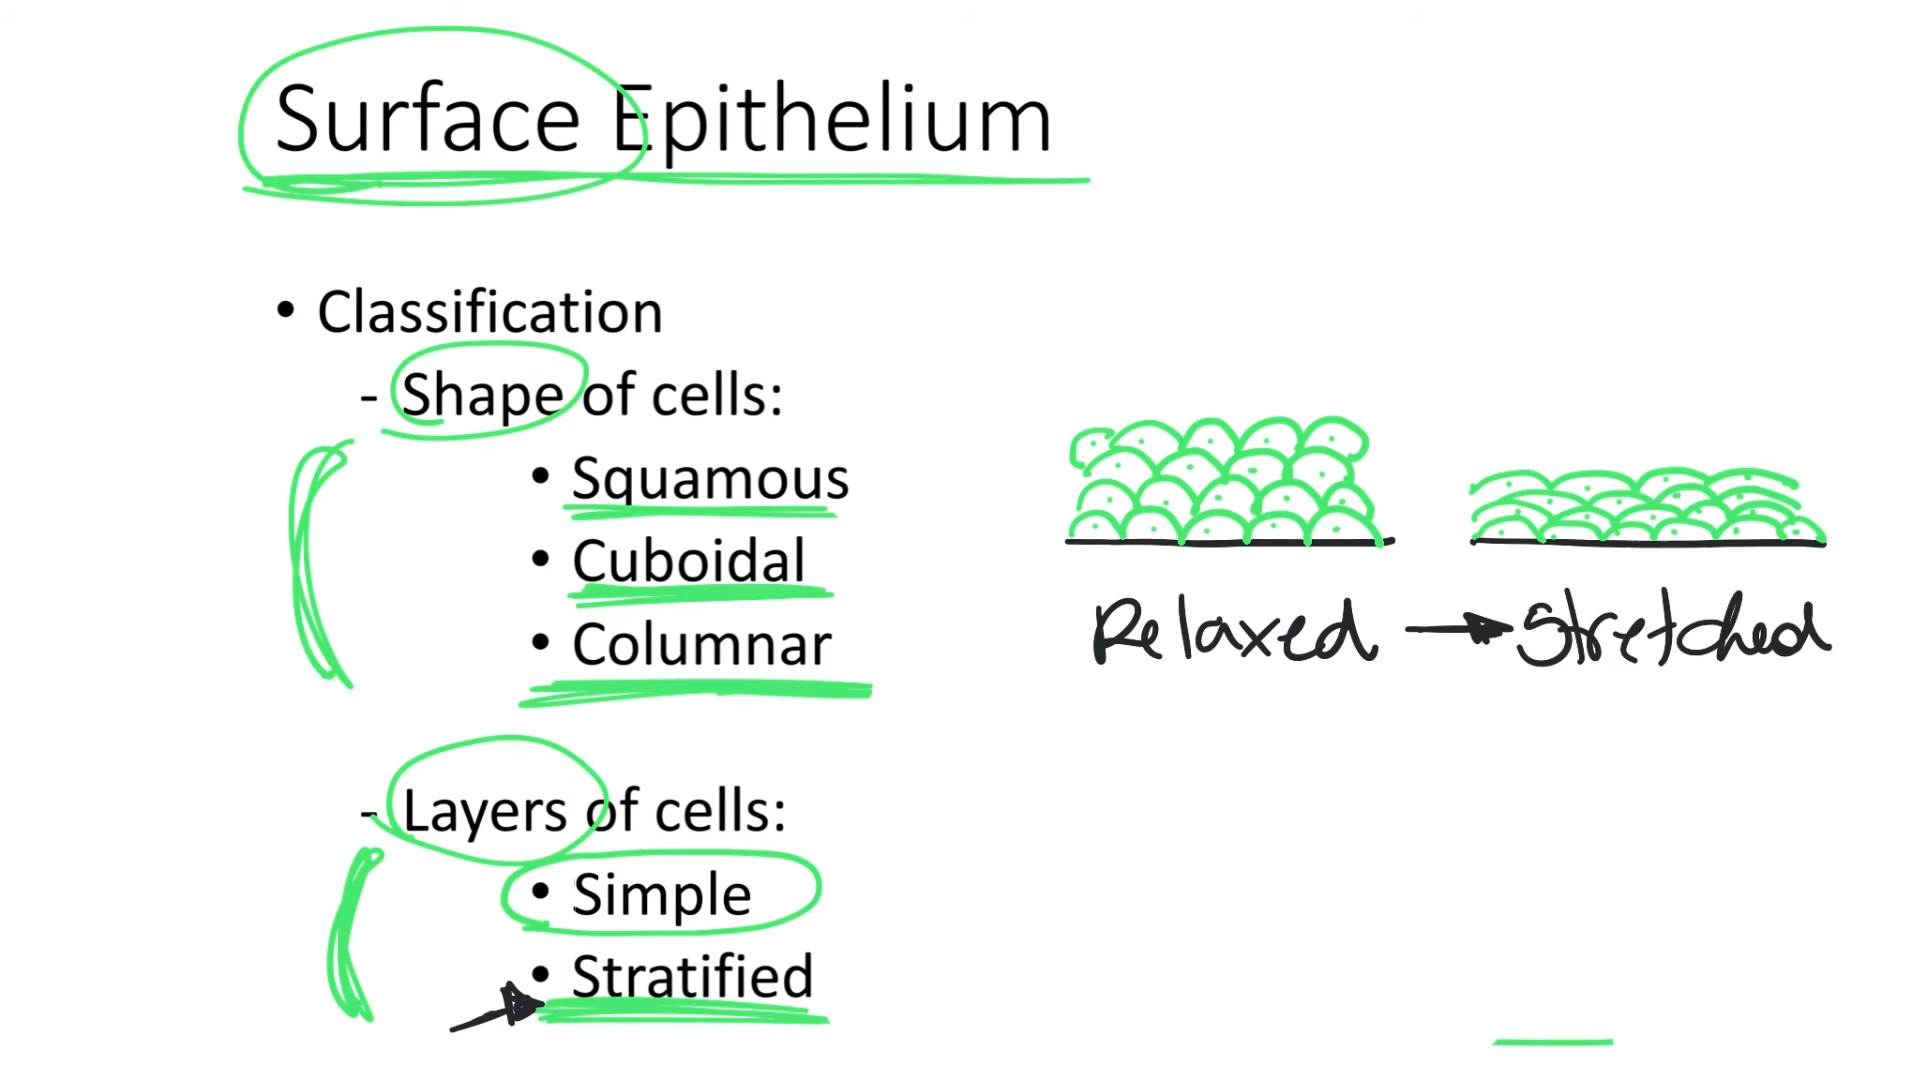 Surface Epithelium
• Classification
- Shape of cells:
• Squamous
• Cuboidal
• Columnar
Relaxed → Stretched
- Layers of cells:
• Simple
• Stratified